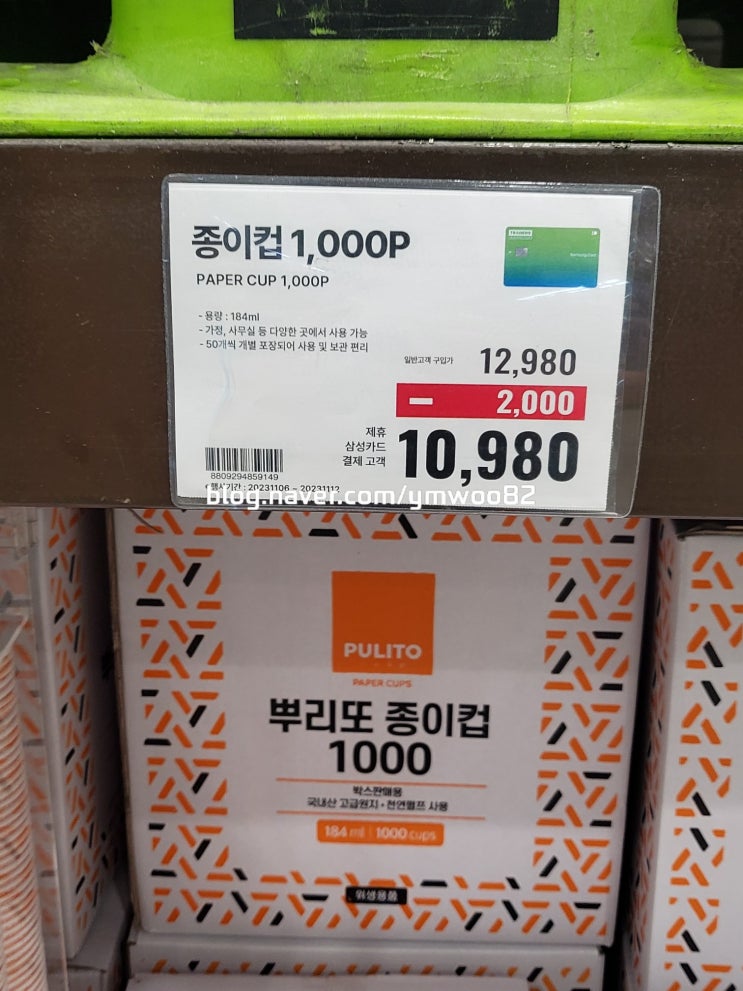 종이컵 1,000P
PAPER CUP 1,000P
- 용량 : 184ml
- 가정, 사무실 등 다양한 곳에서 사용 가능
- 50개씩 개별 포장되어 사용 및 보관 편리
일반고객 구입가 12,980
- 2,000
제휴
삼성카드
결제 고객
10,980
8809294859149
행사기간 : 20231106 ~ 20231112
blog.naver.com/ymwoo82
PULITO
PAPER CUPS
뿌리또 종이컵
1000
박스판매용
국내산 고급원지 · 천연펄프 사용
184 ml | 1000 cups
위생용품